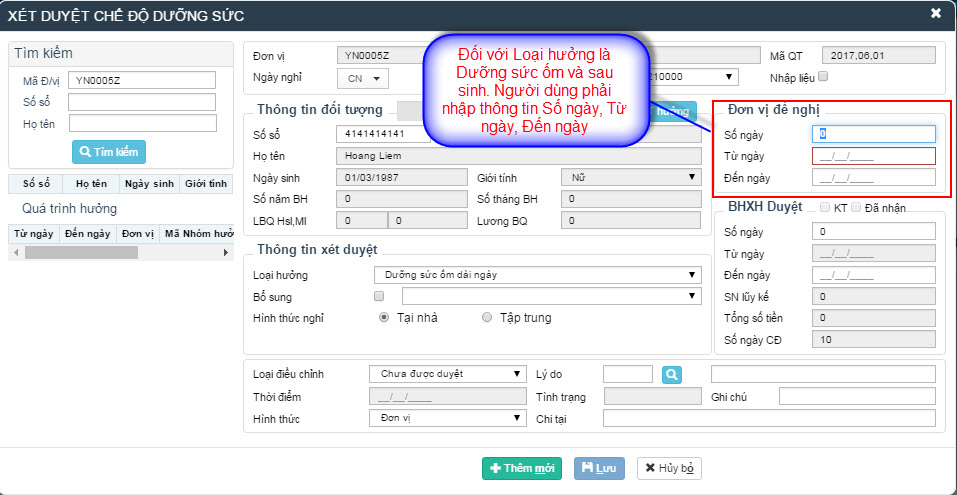 XÉT DUYỆT CHẾ ĐỘ DƯỠNG SỨC
Tìm kiếm
Mã Đ/vị YN0005Z
Số sổ
Họ tên
Tìm kiếm
Số sổ Họ tên Ngày sinh Giới tính
Quá trình hưởng
Từ ngày Đến ngày Đơn vị Mã Nhóm hưở
Đơn vị YN0005Z
Mã QT 2017,06,01
Ngày nghỉ CN 210000 Nhập liệu
Đối với Loại hưởng là
Dưỡng sức ốm và sau
sinh. Người dùng phải
nhập thông tin Số ngày, Từ
ngày, Đến ngày
Thông tin đối tượng hưởng
Số sổ 4141414141
Họ tên Hoang Liem
Ngày sinh 01/03/1987 Giới tính Nữ
Số năm BH 0 Số tháng BH 0
LBQ Hsl,Ml 0 0 Lương BQ 0
Đơn vị đề nghị
Số ngày 0
Từ ngày __/__/____
Đến ngày __/__/____
BHXH Duyệt KT Đã nhận
Số ngày 0
Từ ngày __/__/____
Đến ngày __/__/____
SN lũy kế 0
Tổng số tiền 0
Số ngày CĐ 10
Thông tin xét duyệt
Loại hưởng Dưỡng sức ốm dài ngày
Bổ sung
Hình thức nghỉ Tại nhà Tập trung
Loại điều chỉnh Chưa được duyệt Lý do
Thời điểm __/__/____ Tình trạng Ghi chú
Hình thức Đơn vị Chi tại
Thêm mới Lưu Hủy bỏ